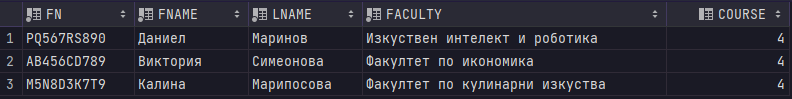 FN FNAME LNAME FACULTY COURSE
1 PQ567RS890 Даниел Маринов Изкуствен интелект и роботика 4
2 AB456CD789 Виктория Симеонова Факултет по икономика 4
3 M5N8D3K7T9 Калина Марипосова Факултет по кулинарни изкуства 4